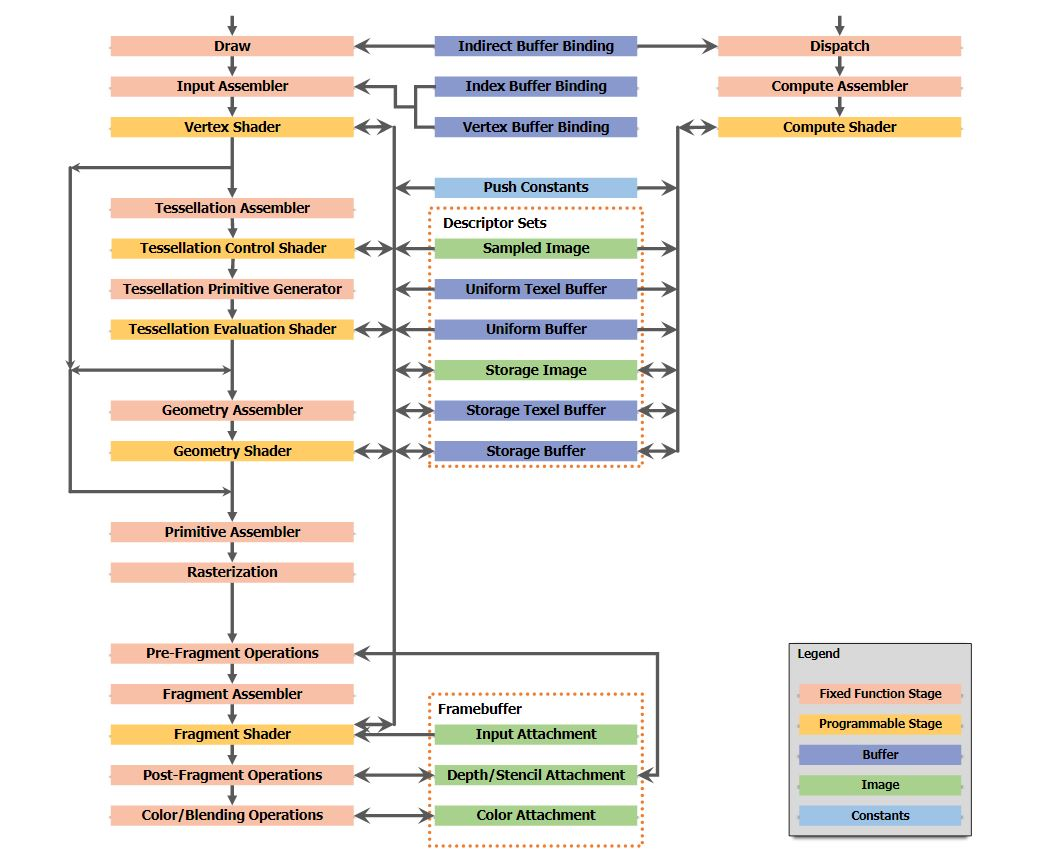 Draw
Indirect Buffer Binding
Dispatch
Input Assembler
Index Buffer Binding
Compute Assembler
Vertex Shader
Vertex Buffer Binding
Compute Shader
Push Constants
Tessellation Assembler
Descriptor Sets
Tessellation Control Shader
Sampled Image
Tessellation Primitive Generator
Uniform Texel Buffer
Tessellation Evaluation Shader
Uniform Buffer
Storage Image
Geometry Assembler
Storage Texel Buffer
Geometry Shader
Storage Buffer
Primitive Assembler
Rasterization
Pre-Fragment Operations
Fragment Assembler
Framebuffer
Fragment Shader
Input Attachment
Post-Fragment Operations
Depth/Stencil Attachment
Color/Blending Operations
Color Attachment
Legend
Fixed Function Stage
Programmable Stage
Buffer
Image
Constants